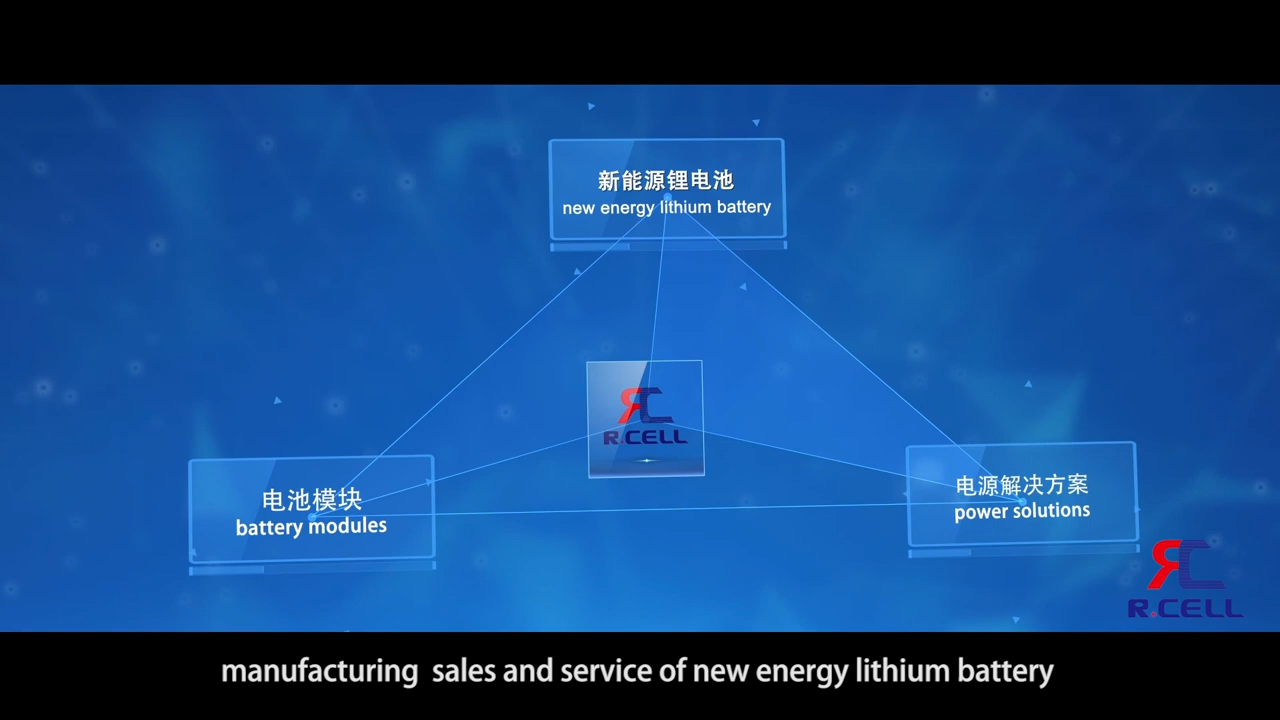 新能源锂电池
new energy lithium battery
R.CELL
电池模块
battery modules
电源解决方案
power solutions
R.CELL
manufacturing  sales and service of new energy lithium battery